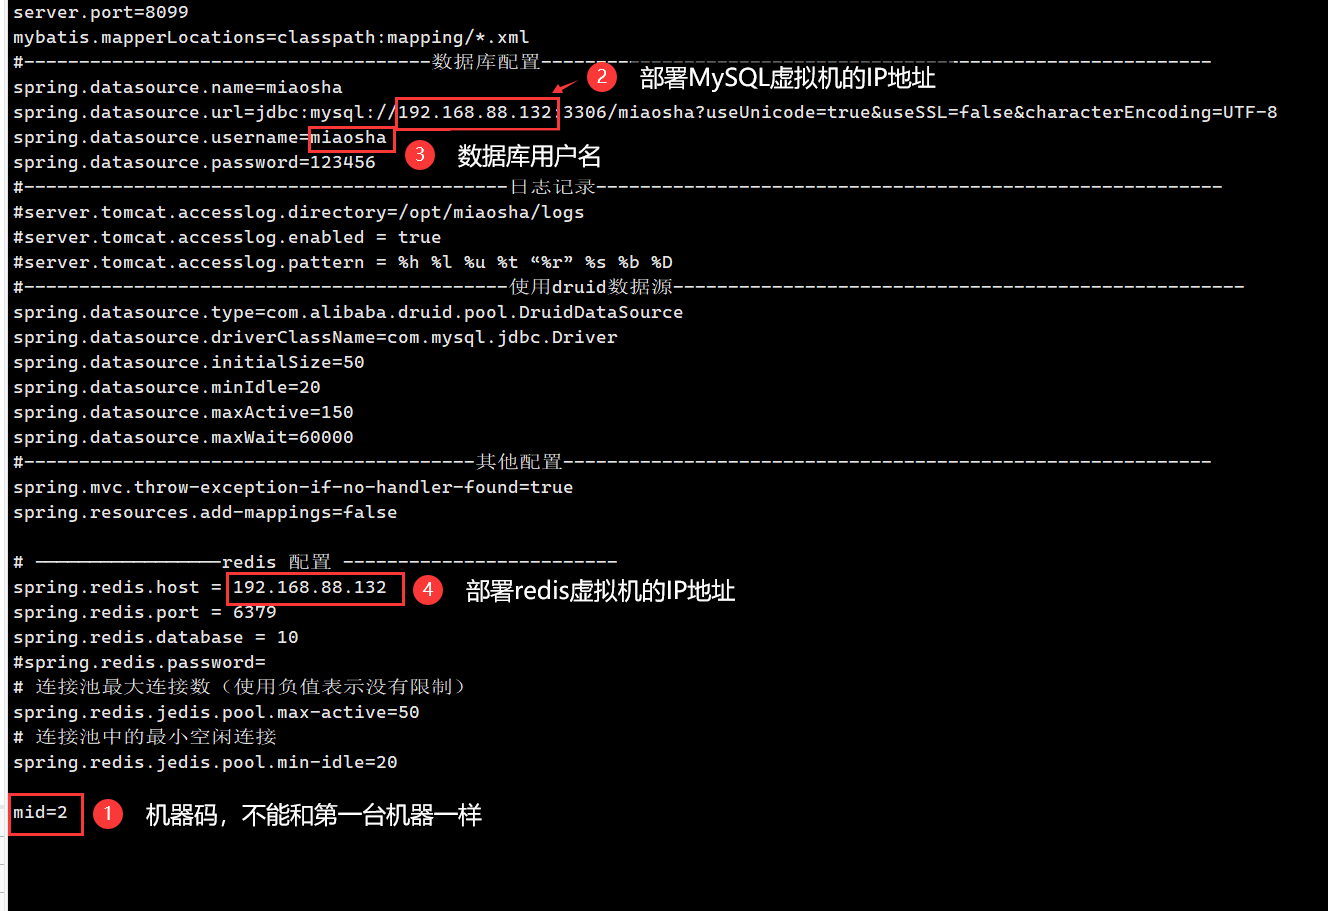 server.port=8099
mybatis.mapperLocations=classpath:mapping/*.xml
#-------------------------------------数据库配置-------------------------------------------------------------
② 部署MySQL虚拟机的IP地址
spring.datasource.name=miaosha
spring.datasource.url=jdbc:mysql://192.168.88.132:3306/miaosha?useUnicode=true&useSSL=false&characterEncoding=UTF-8
spring.datasource.username=miaosha
③ 数据库用户名
spring.datasource.password=123456
#--------------------------------------------日志记录---------------------------------------------------------
#server.tomcat.accesslog.directory=/opt/miaosha/logs
#server.tomcat.accesslog.enabled = true
#server.tomcat.accesslog.pattern = %h %l %u %t “%r” %s %b %D
#--------------------------------------------使用druid数据源----------------------------------------------------
spring.datasource.type=com.alibaba.druid.pool.DruidDataSource
spring.datasource.driverClassName=com.mysql.jdbc.Driver
spring.datasource.initialSize=50
spring.datasource.minIdle=20
spring.datasource.maxActive=150
spring.datasource.maxWait=60000
#-----------------------------------------其他配置-----------------------------------------------------------
spring.mvc.throw-exception-if-no-handler-found=true
spring.resources.add-mappings=false
# —————————————————redis 配置 -------------------------
spring.redis.host = 192.168.88.132
④ 部署redis虚拟机的IP地址
spring.redis.port = 6379
spring.redis.database = 10
#spring.redis.password=
# 连接池最大连接数（使用负值表示没有限制）
spring.redis.jedis.pool.max-active=50
# 连接池中的最小空闲连接
spring.redis.jedis.pool.min-idle=20
mid=2
① 机器码，不能和第一台机器一样